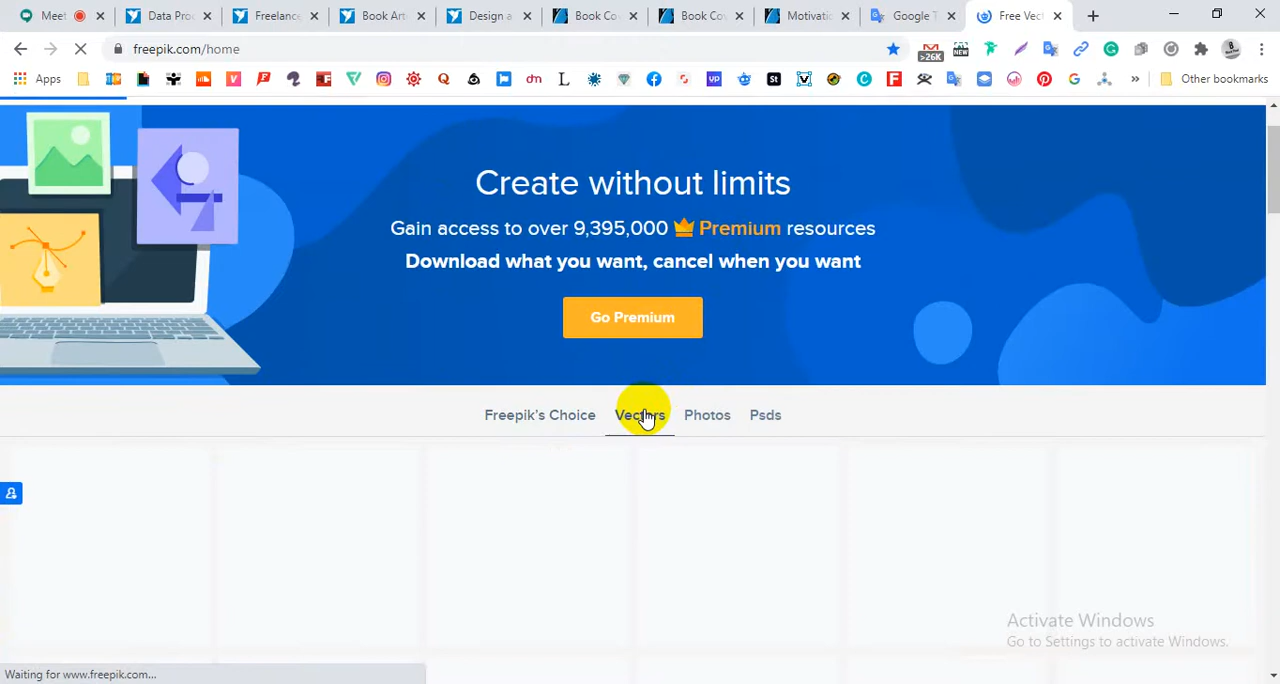 Meet
Data Pro
Freelance
Book Art
Design a
Book Co
Book Co
Motivati
Google T
Free Vect
freepik.com/home
>26K
NEW
Apps
Other bookmarks
Create without limits
Gain access to over 9,395,000 Premium resources
Download what you want, cancel when you want
Go Premium
Freepik's Choice
Vectors
Photos
Psds
Activate Windows
Go to Settings to activate Windows.
Waiting for www.freepik.com...